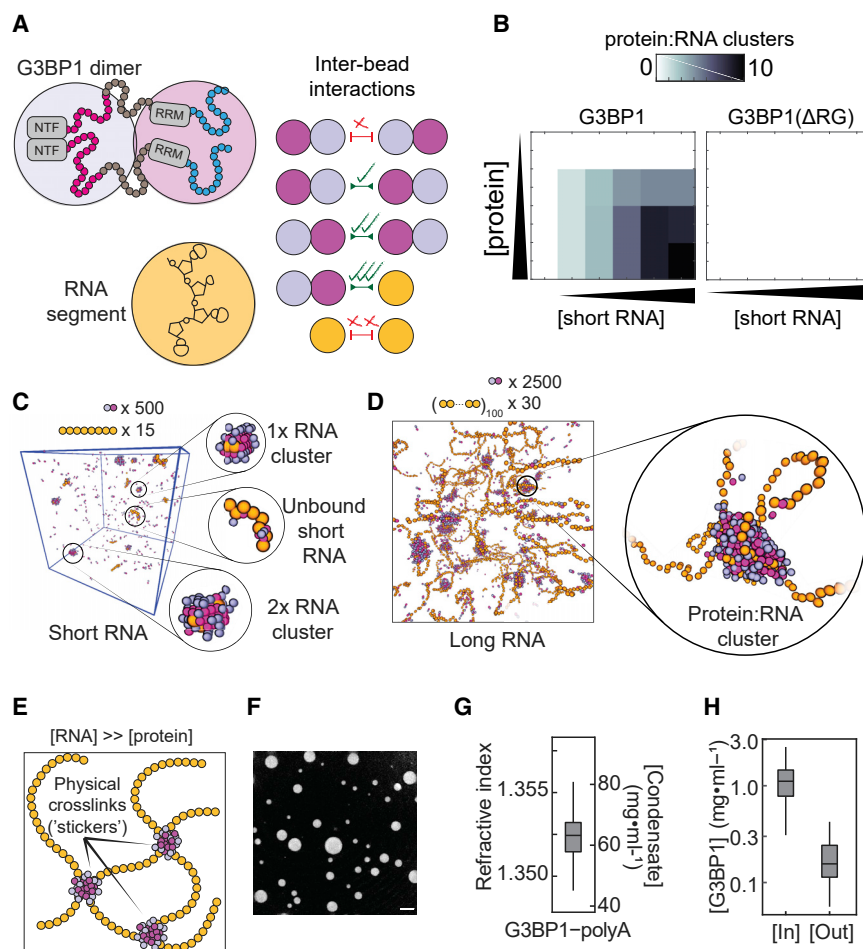 A
G3BP1 dimer
NTF
NTF
RRM
RRM
RNA
segment
Inter-bead
interactions
B
protein:RNA clusters
0
10
G3BP1
G3BP1(ΔRG)
[protein]
[short RNA]
[short RNA]
C
x 500
x 15
1x RNA
cluster
Unbound
short
RNA
2x RNA
cluster
Short RNA
D
x 2500
( ··· )100 x 30
Long RNA
Protein:RNA
cluster
E
[RNA] >> [protein]
Physical
crosslinks
('stickers')
F
G
Refractive index
1.355
1.350
80
60
40
[Condensate]
(mg•mL⁻¹)
G3BP1−polyA
H
[G3BP1] (mg•ml⁻¹)
3.0
1.0
0.3
0.1
[In]
[Out]